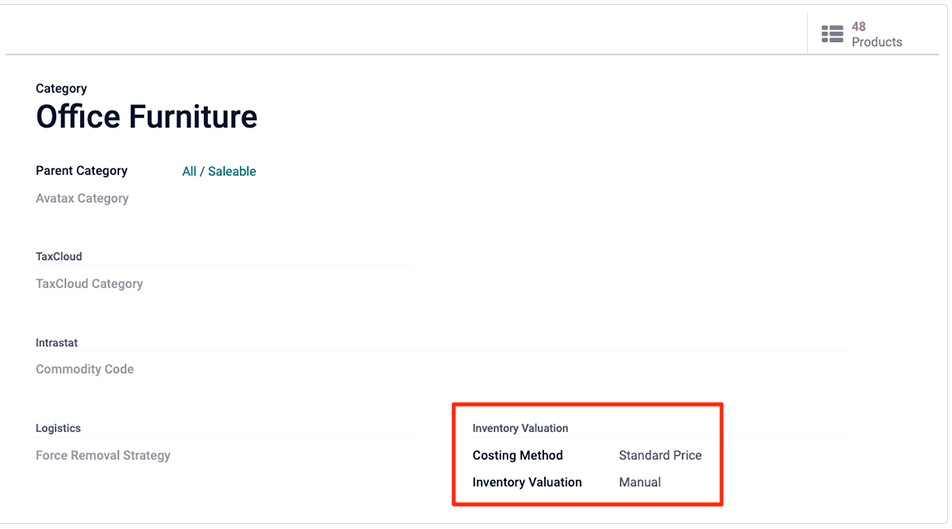 48
Products
Category
Office Furniture
Parent Category All / Saleable
Avatax Category
TaxCloud
TaxCloud Category
Intrastat
Commodity Code
Logistics
Force Removal Strategy
Inventory Valuation
Costing Method Standard Price
Inventory Valuation Manual